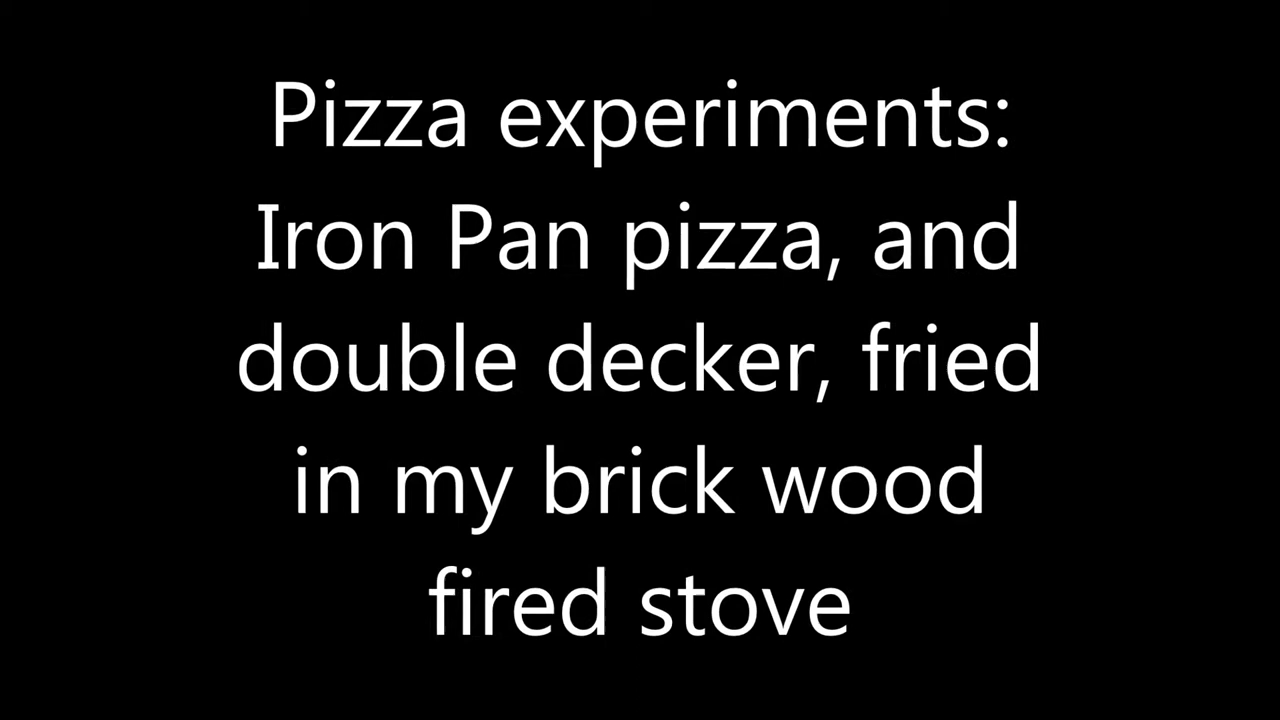 Pizza experiments:
Iron Pan pizza, and
double decker, fried
in my brick wood
fired stove